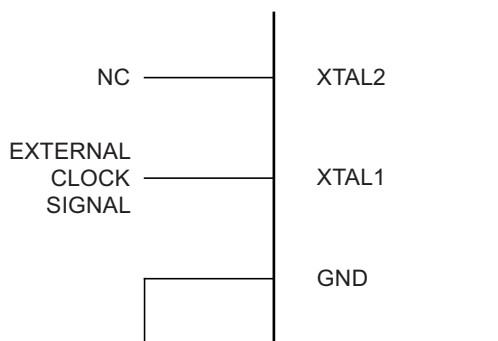 NC
XTAL2
EXTERNAL
CLOCK
SIGNAL
XTAL1
GND